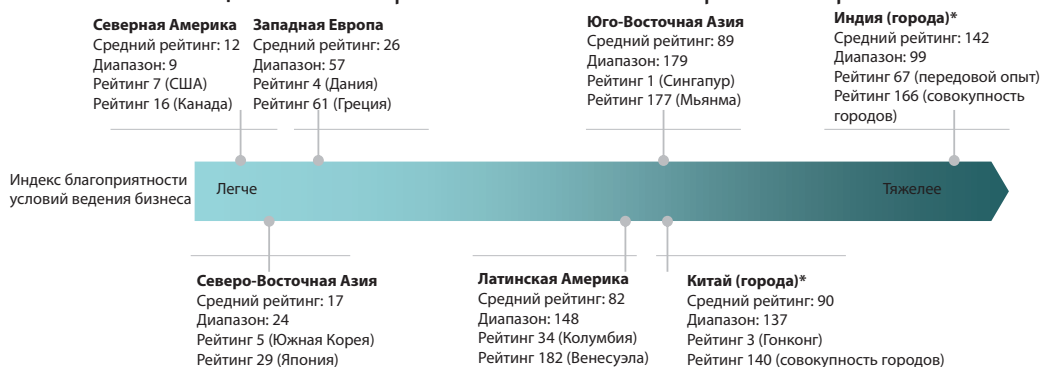 Северная Америка
Средний рейтинг: 12
Диапазон: 9
Рейтинг 7 (США)
Рейтинг 16 (Канада)
Западная Европа
Средний рейтинг: 26
Диапазон: 57
Рейтинг 4 (Дания)
Рейтинг 61 (Греция)
Юго-Восточная Азия
Средний рейтинг: 89
Диапазон: 179
Рейтинг 1 (Сингапур)
Рейтинг 177 (Мьянма)
Индия (города)*
Средний рейтинг: 142
Диапазон: 99
Рейтинг 67 (передовой опыт)
Рейтинг 166 (совокупность
городов)
Индекс благоприятности
условий ведения бизнеса
Легче
Тяжелее
Северо-Восточная Азия
Средний рейтинг: 17
Диапазон: 24
Рейтинг 5 (Южная Корея)
Рейтинг 29 (Япония)
Латинская Америка
Средний рейтинг: 82
Диапазон: 148
Рейтинг 34 (Колумбия)
Рейтинг 182 (Венесуэла)
Китай (города)*
Средний рейтинг: 90
Диапазон: 137
Рейтинг 3 (Гонконг)
Рейтинг 140 (совокупность городов)